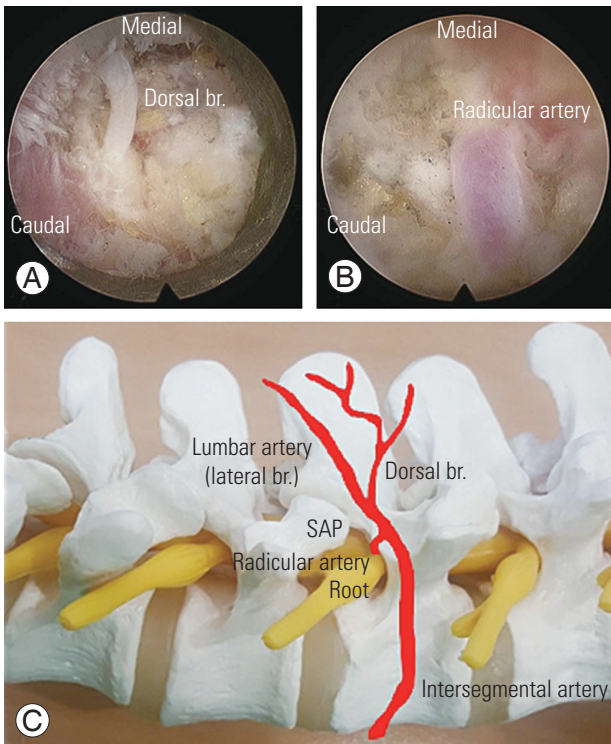 Medial
Dorsal br.
Caudal
A
Medial
Radicular artery
Caudal
B
Lumbar artery
(lateral br.)
Dorsal br.
SAP
Radicular artery
Root
Intersegmental artery
C